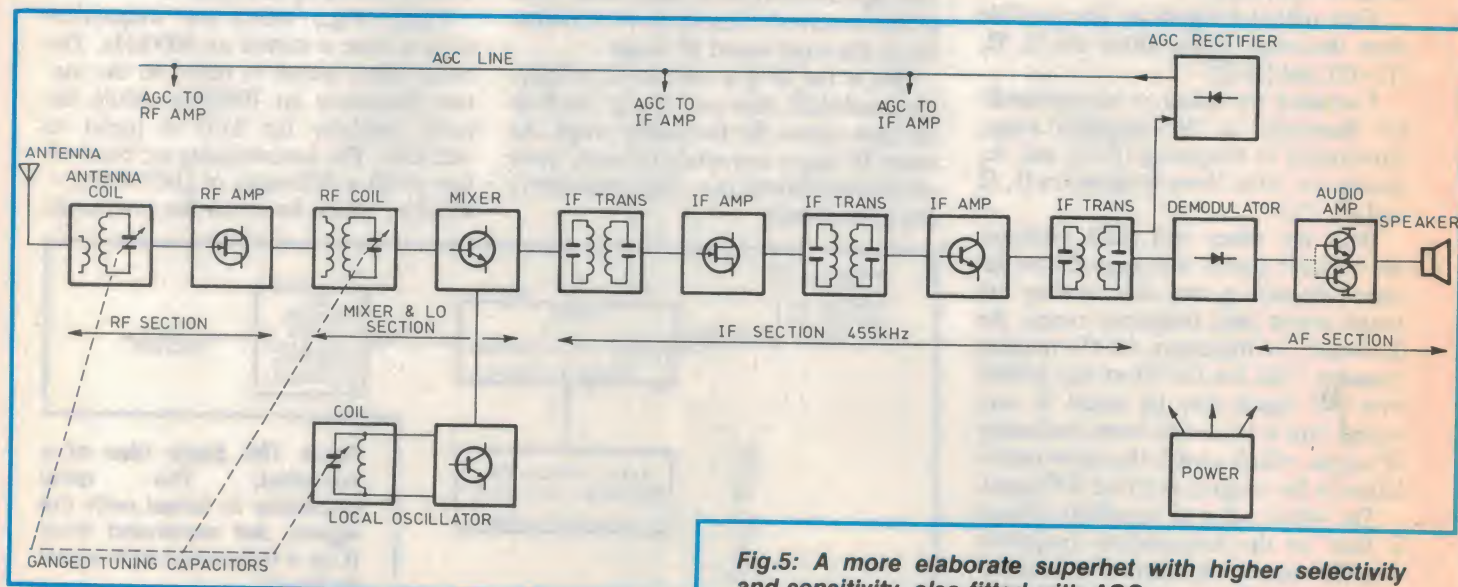 AGC RECTIFIER
AGC LINE
AGC TO
RF AMP
AGC TO
IF AMP
AGC TO
IF AMP
ANTENNA
ANTENNA
COIL
RF AMP
RF COIL
MIXER
IF TRANS
IF AMP
IF TRANS
IF AMP
IF TRANS
DEMODULATOR
AUDIO
AMP
SPEAKER
RF SECTION
MIXER & LO
SECTION
IF SECTION 455kHz
AF SECTION
COIL
LOCAL OSCILLATOR
POWER
GANGED TUNING CAPACITORS
Fig.5: A more elaborate superhet with higher selectivity
and sensitivity, also fitted with AGC.